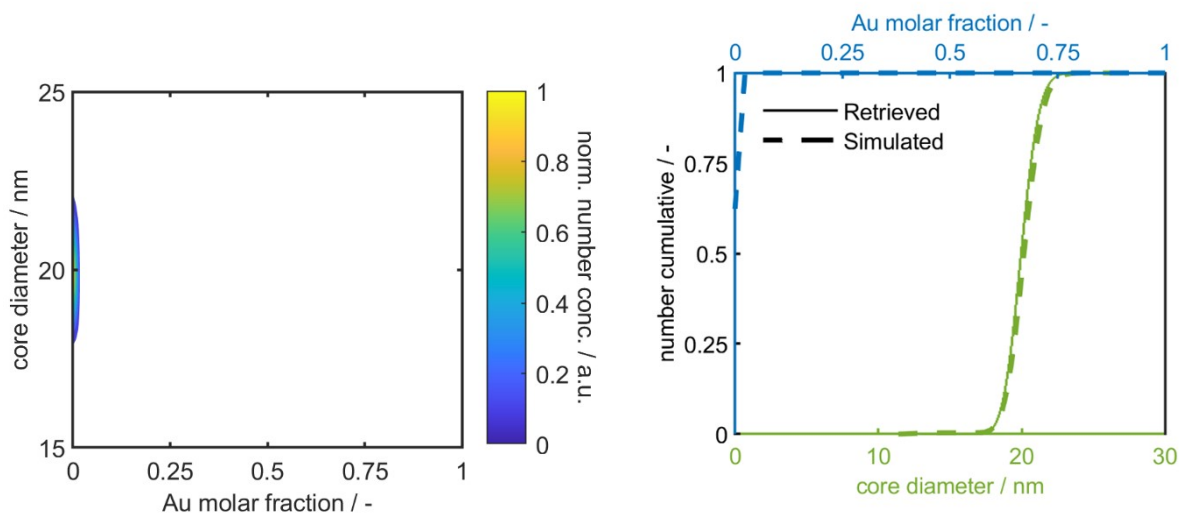 25
20
15
core diameter / nm
0 0.25 0.5 0.75 1
Au molar fraction / -
1
0.8
0.6
0.4
0.2
0
norm. number conc. / a.u.
Au molar fraction / -
0 0.25 0.5 0.75 1
1
0.75
0.5
0.25
0
number cumulative / -
Retrieved
Simulated
0 10 20 30
core diameter / nm